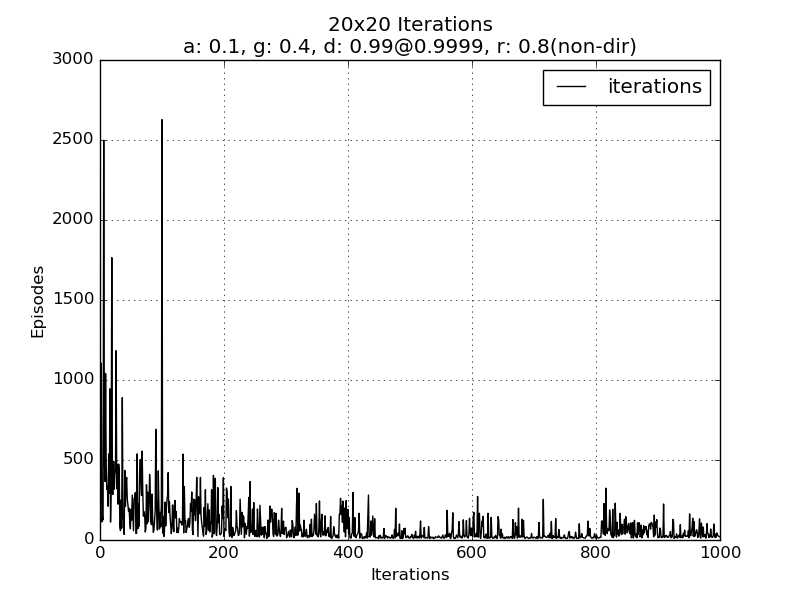 20x20 Iterations
a: 0.1, g: 0.4, d: 0.99@0.9999, r: 0.8(non-dir)
3000
iterations
2500
2000
1500
Episodes
1000
500
0
0 200 400 600 800 1000
Iterations